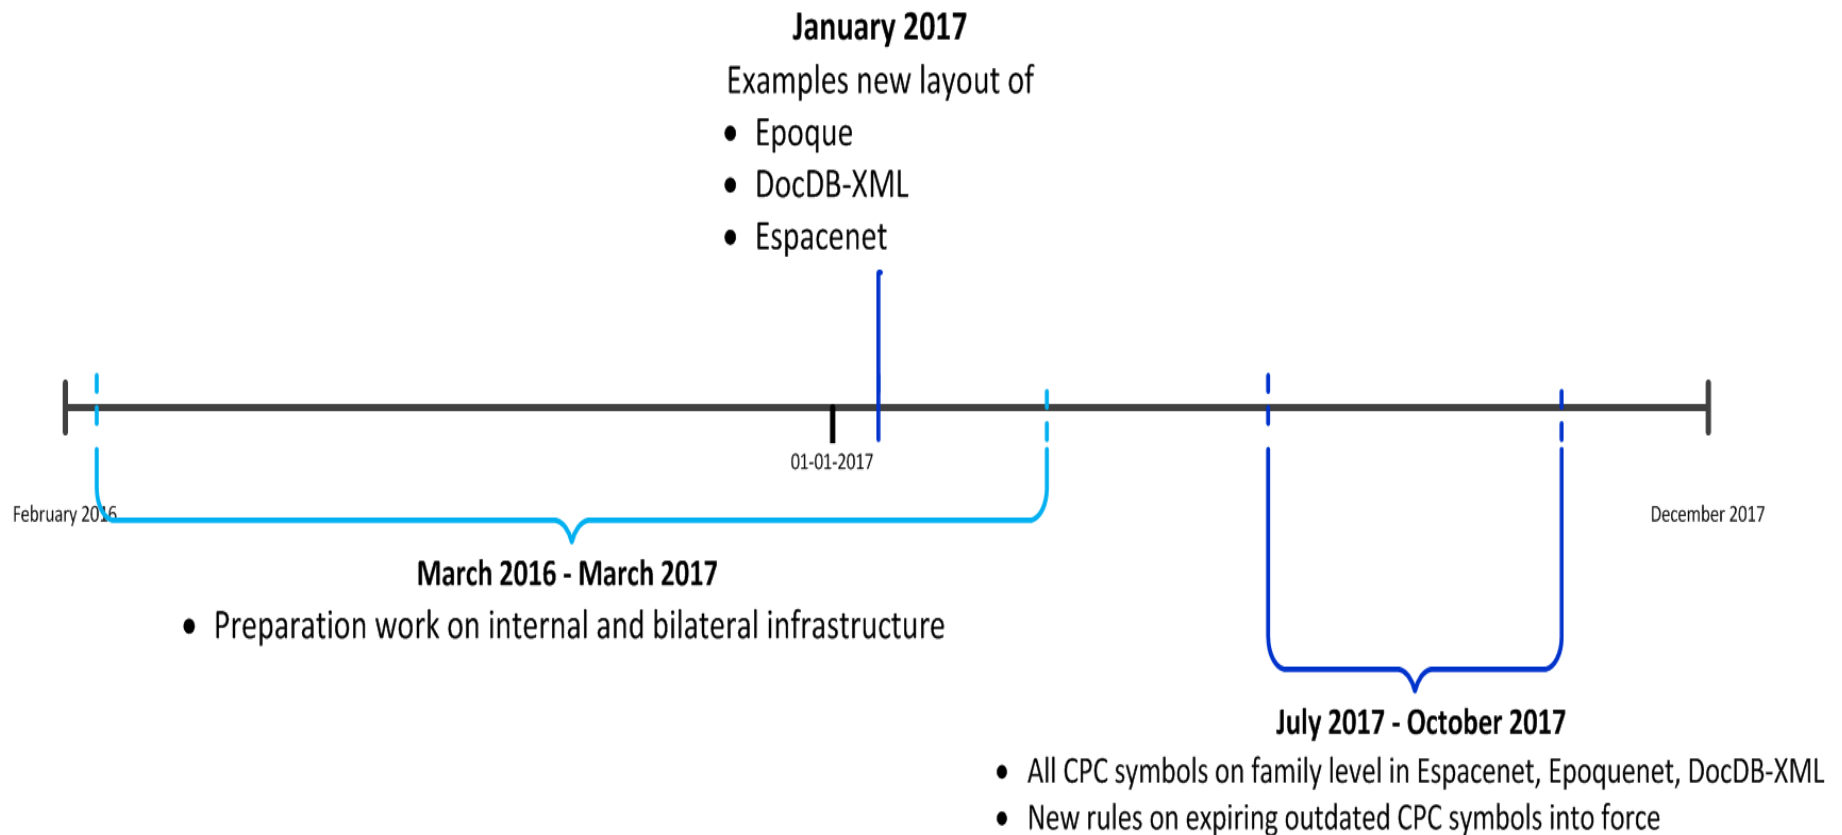 January 2017
Examples new layout of
• Epoque
• DocDB-XML
• Espacenet
01-01-2017
February 2016
December 2017
March 2016 - March 2017
• Preparation work on internal and bilateral infrastructure
July 2017 - October 2017
• All CPC symbols on family level in Espacenet, Epoquenet, DocDB-XML
• New rules on expiring outdated CPC symbols into force